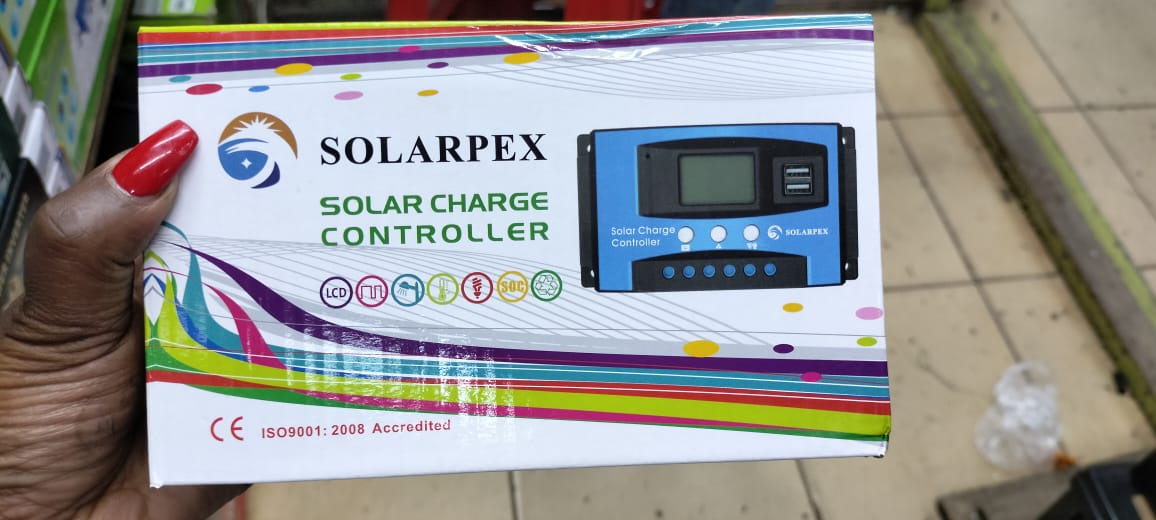 SOLARPEX
SOLAR CHARGE
CONTROLLER
LCD
SOC
Solar Charge
Controller
SOLARPEX
CE ISO9001: 2008 Accredited